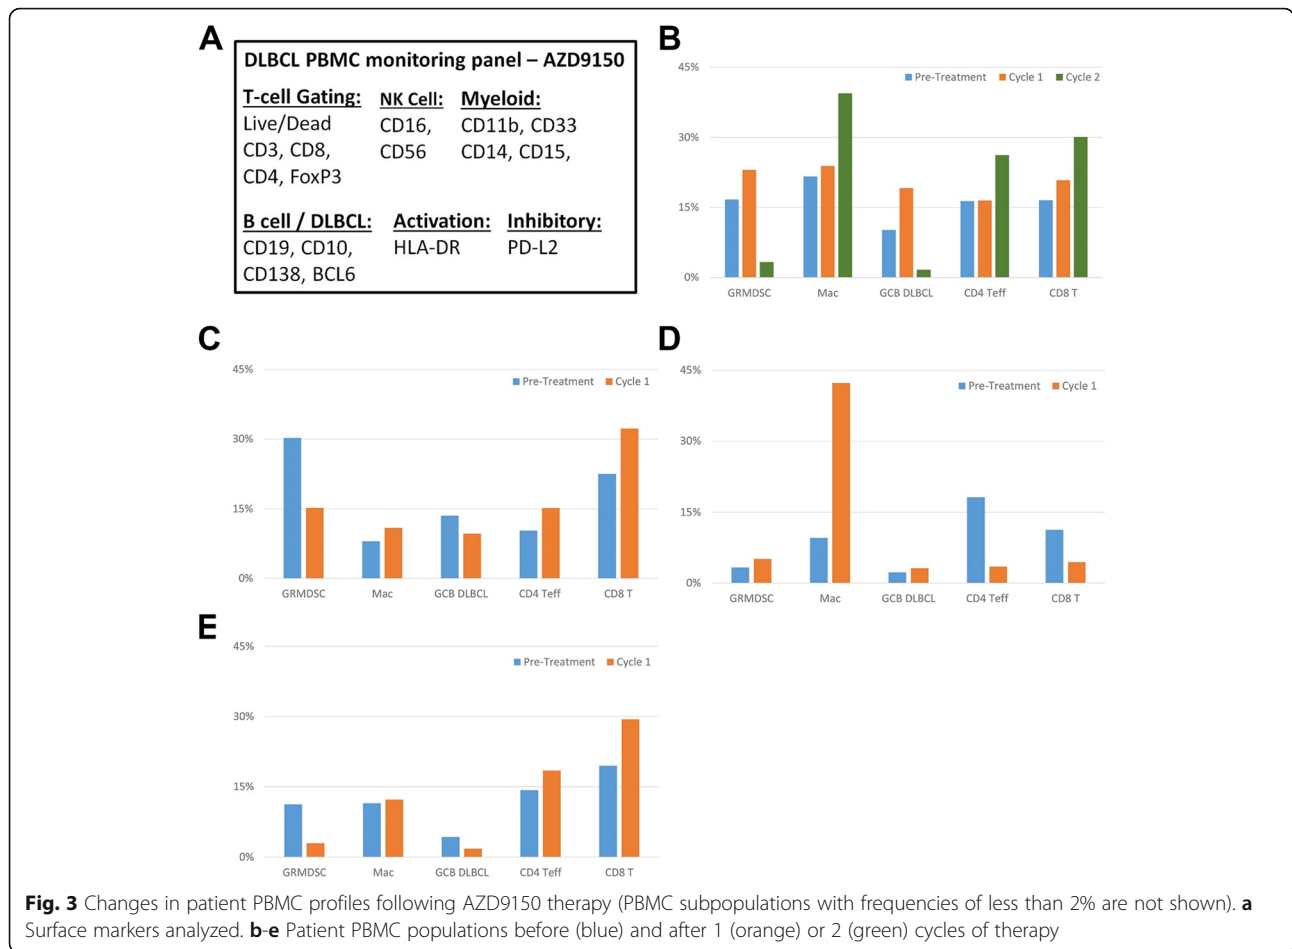 A
DLBCL PBMC monitoring panel – AZD9150
T-cell Gating:
Live/Dead
CD3, CD8,
CD4, FoxP3
NK Cell:
CD16,
CD56
Myeloid:
CD11b, CD33
CD14, CD15,
B cell / DLBCL:
CD19, CD10,
CD138, BCL6
Activation:
HLA-DR
Inhibitory:
PD-L2
B
45%
30%
15%
0%
Pre-Treatment Cycle 1 Cycle 2
GRMDSC Mac GCB DLBCL CD4 Teff CD8 T
C
45%
30%
15%
0%
Pre-Treatment Cycle 1
GRMDSC Mac GCB DLBCL CD4 Teff CD8 T
D
45%
30%
15%
0%
Pre-Treatment Cycle 1
GRMDSC Mac GCB DLBCL CD4 Teff CD8 T
E
45%
30%
15%
0%
Pre-Treatment Cycle 1
GRMDSC Mac GCB DLBCL CD4 Teff CD8 T
Fig. 3 Changes in patient PBMC profiles following AZD9150 therapy (PBMC subpopulations with frequencies of less than 2% are not shown). a
Surface markers analyzed. b-e Patient PBMC populations before (blue) and after 1 (orange) or 2 (green) cycles of therapy